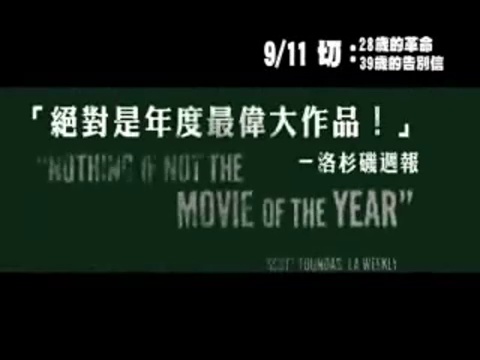 9/11 切：28歲的革命
39歲的告別信
「絕對是年度最偉大作品！」
－洛杉磯週報
"NOTHING IF NOT THE
MOVIE OF THE YEAR"
SCOTT FOUNDAS, LA WEEKLY